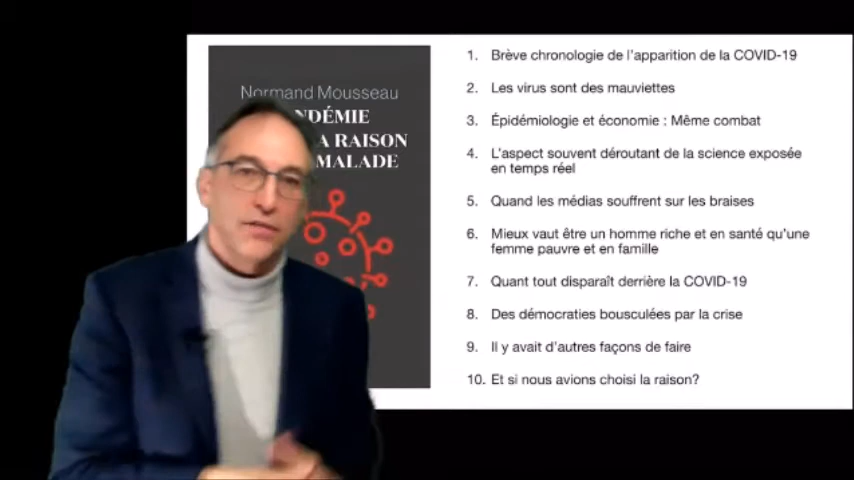 Normand Mousseau
NDÉMIE
A RAISON
MALADE
1. Brève chronologie de l'apparition de la COVID-19
2. Les virus sont des mauviettes
3. Épidémiologie et économie : Même combat
4. L'aspect souvent déroutant de la science exposée
en temps réel
5. Quand les médias souffrent sur les braises
6. Mieux vaut être un homme riche et en santé qu'une
femme pauvre et en famille
7. Quant tout disparaît derrière la COVID-19
8. Des démocraties bousculées par la crise
9. Il y avait d'autres façons de faire
10. Et si nous avions choisi la raison?